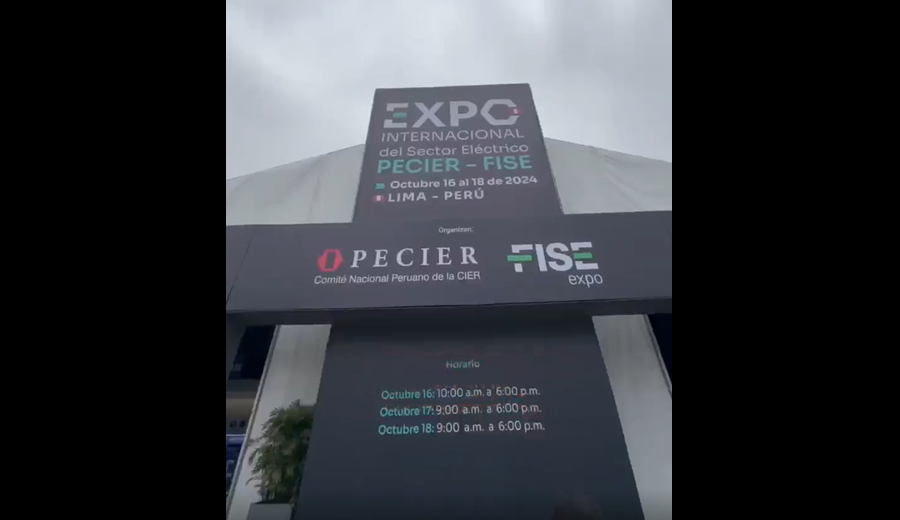 EXPO
INTERNACIONAL
del Sector Eléctrico
PECIER - FISE
Octubre 16 al 18 de 2024
LIMA - PERÚ
Organizan:
PECIER
Comité Nacional Peruano de la CIER
FISE
expo
Horario
Octubre 16: 10:00 a.m. a 6:00 p.m.
Octubre 17: 9:00 a.m. a 6:00 p.m.
Octubre 18: 9:00 a.m. a 6:00 p.m.